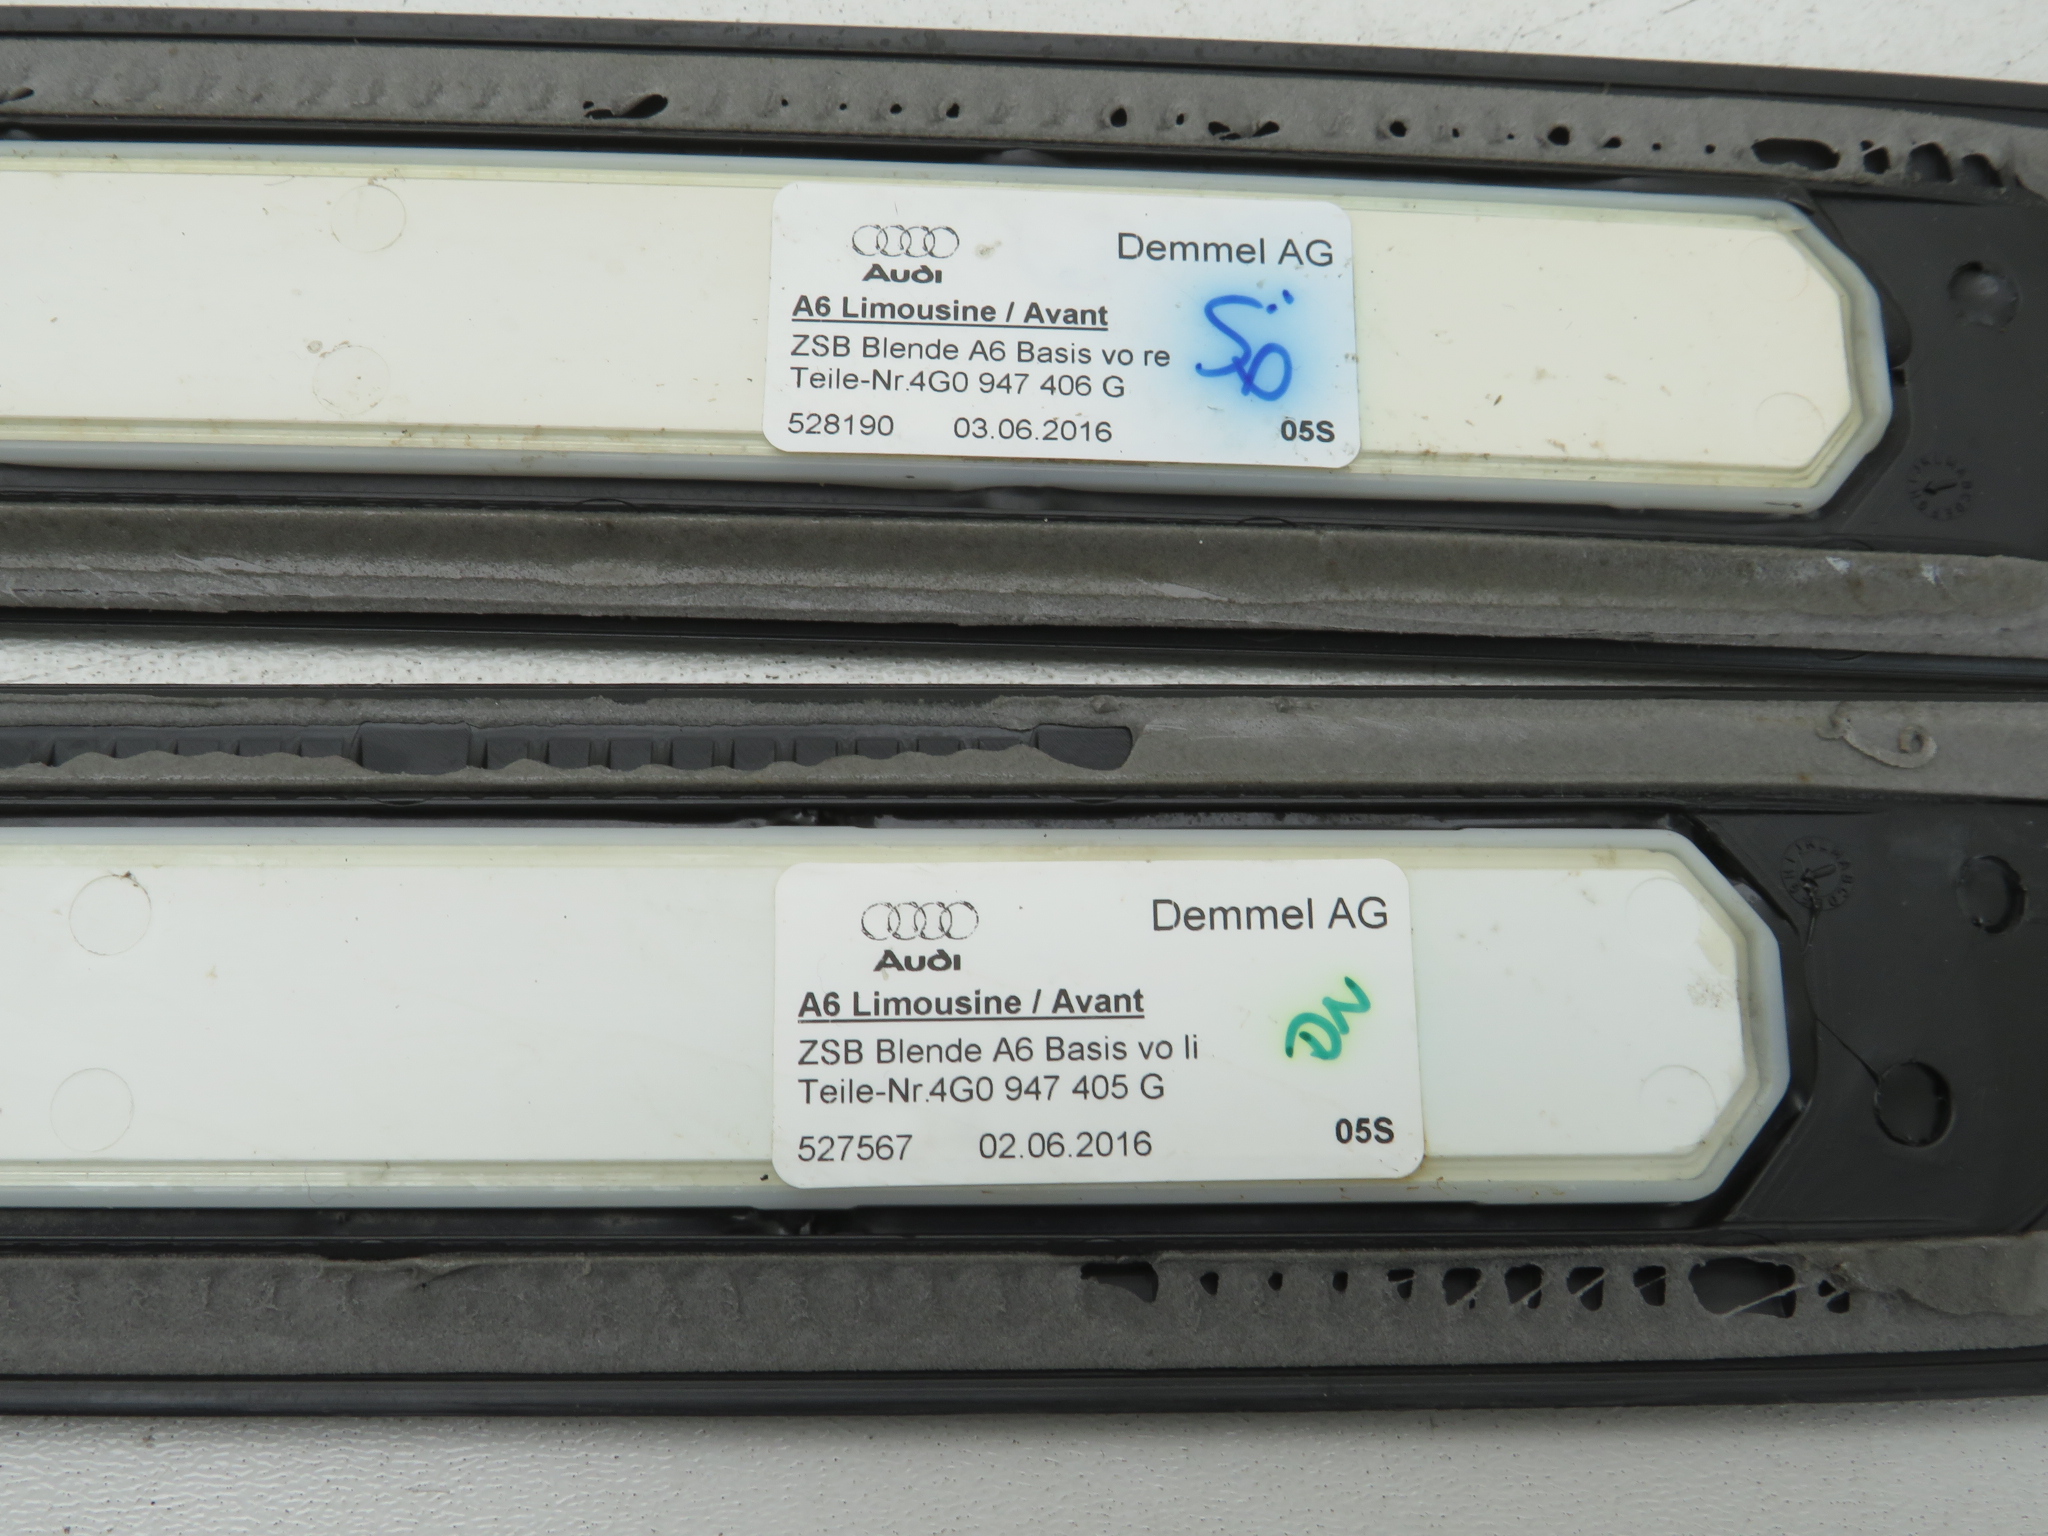 Audi
Demmel AG
A6 Limousine / Avant
ZSB Blende A6 Basis vo re
Teile-Nr.4G0 947 406 G
528190 03.06.2016 05S
Audi
Demmel AG
A6 Limousine / Avant
ZSB Blende A6 Basis vo li
DN
Teile-Nr.4G0 947 405 G
527567 02.06.2016 05S